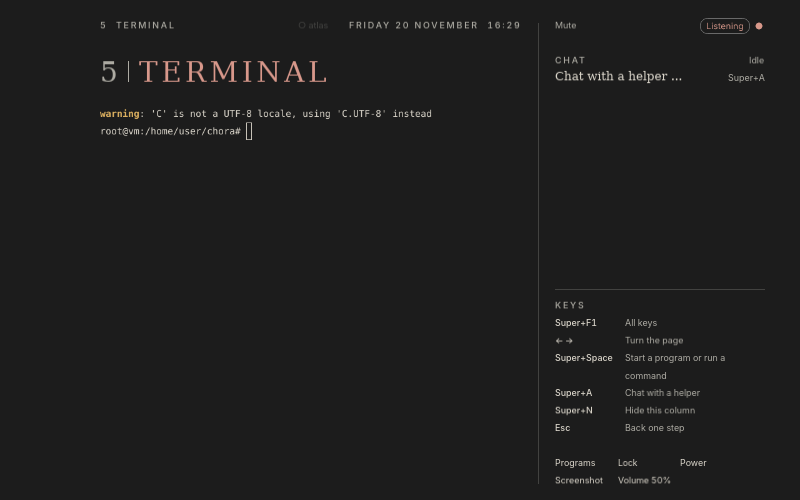 5 TERMINAL
atlas
FRIDAY 20 NOVEMBER 16:29
5 TERMINAL
warning: 'C' is not a UTF-8 locale, using 'C.UTF-8' instead
root@vm:/home/user/chora#
Mute
Listening
CHAT Idle
Chat with a helper ... Super+A
KEYS
Super+F1 All keys
← → Turn the page
Super+Space Start a program or run a
command
Super+A Chat with a helper
Super+N Hide this column
Esc Back one step
Programs Lock Power
Screenshot Volume 50%